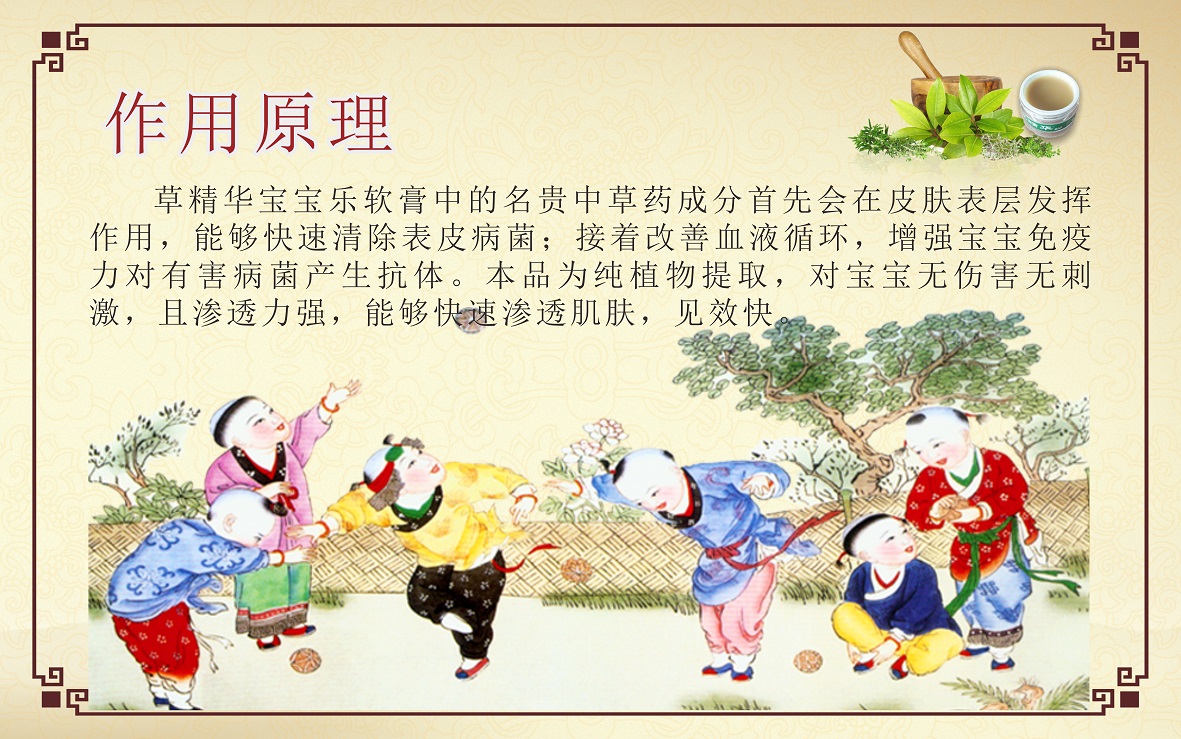 作用原理
草精华宝宝乐软膏中的名贵中草药成分首先会在皮肤表层发挥
作用，能够快速清除表皮病菌；接着改善血液循环，增强宝宝免疫
力对有害病菌产生抗体。本品为纯植物提取，对宝宝无伤害无刺
激，且渗透力强，能够快速渗透肌肤，见效快。